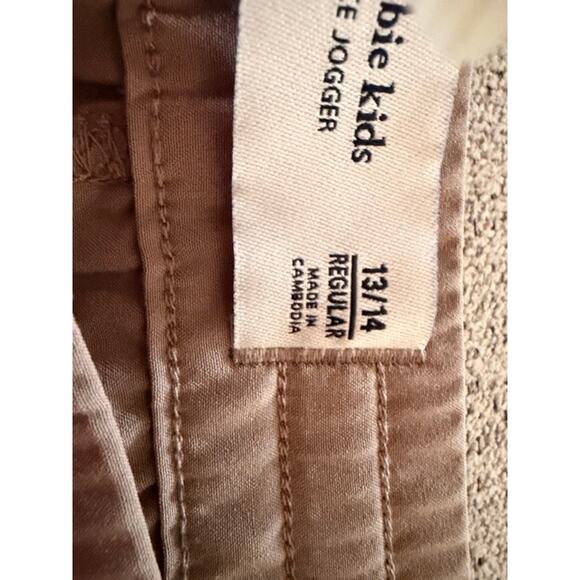 bie kids
E JOGGER
13/14
REGULAR
MADE IN
CAMBODIA